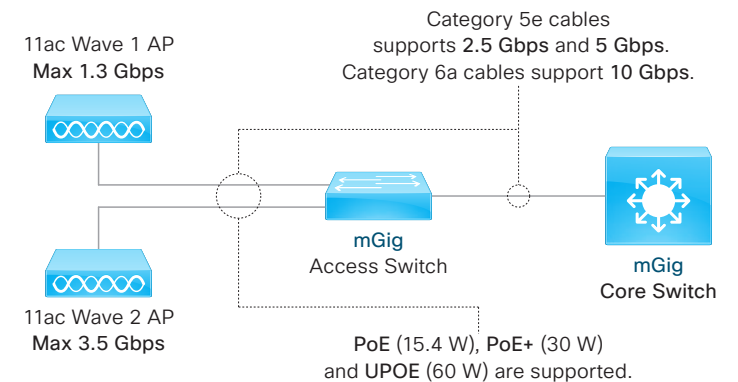 Category 5e cables
supports 2.5 Gbps and 5 Gbps.
Category 6a cables support 10 Gbps.
11ac Wave 1 AP
Max 1.3 Gbps
mGig
Access Switch
mGig
Core Switch
11ac Wave 2 AP
Max 3.5 Gbps
PoE (15.4 W), PoE+ (30 W)
and UPOE (60 W) are supported.